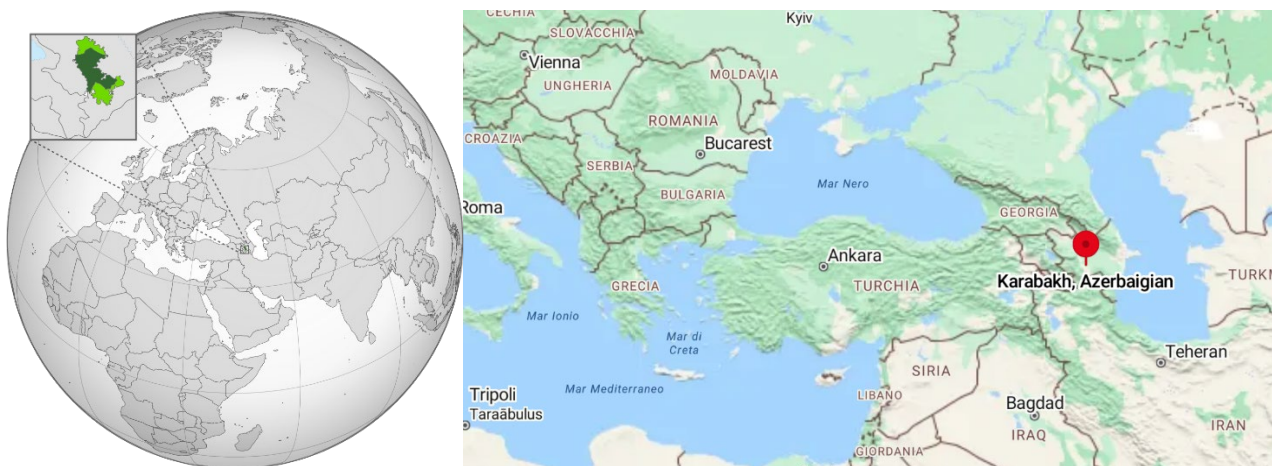 CECHIA
Kyiv
SLOVACCHIA
Vienna
MOLDAVIA
UNGHERIA
ROMANIA
CROAZIA
Bucarest
SERBIA
Mar Nero
BULGARIA
Roma
GEORGIA
Ankara
Karabakh, Azerbaigian
TURKM
GRECIA
TURCHIA
Mar Ionio
Mar di
Creta
Teheran
SIRIA
Mar Mediterraneo
Tripoli
Taraābulus
LIBANO
Bagdad
IRAQ
IRAN
GIORDANIA